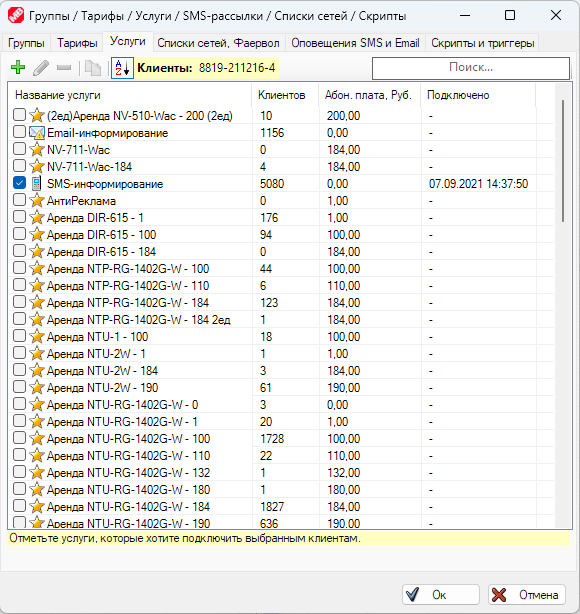 Группы / Тарифы / Услуги / SMS-рассылки / Списки сетей / Скрипты
Группы Тарифы Услуги Списки сетей, Фаервол Оповещения SMS и Email Скрипты и триггеры
Клиенты: 8819-211216-4 Поиск...
Название услуги Клиентов Абон. плата, Руб. Подключено
(2ед)Аренда NV-510-Wac - 200 (2ед) 10 200,00 -
Email-информирование 1156 0,00 -
NV-711-Wac 0 184,00 -
NV-711-Wac-184 4 184,00 -
SMS-информирование 5080 0,00 07.09.2021 14:37:50
АнтиРеклама 0 1,00 -
Аренда DIR-615 - 1 176 1,00 -
Аренда DIR-615 - 100 94 100,00 -
Аренда DIR-615 - 184 0 184,00 -
Аренда NTP-RG-1402G-W - 100 44 100,00 -
Аренда NTP-RG-1402G-W - 110 6 110,00 -
Аренда NTP-RG-1402G-W - 184 123 184,00 -
Аренда NTP-RG-1402G-W - 184 2ед 1 184,00 -
Аренда NTU-1 - 100 18 100,00 -
Аренда NTU-2W - 1 1 1,00 -
Аренда NTU-2W - 184 3 184,00 -
Аренда NTU-2W - 190 61 190,00 -
Аренда NTU-RG-1402G-W - 0 3 0,00 -
Аренда NTU-RG-1402G-W - 1 20 1,00 -
Аренда NTU-RG-1402G-W - 100 1728 100,00 -
Аренда NTU-RG-1402G-W - 110 22 110,00 -
Аренда NTU-RG-1402G-W - 132 1 132,00 -
Аренда NTU-RG-1402G-W - 180 1 180,00 -
Аренда NTU-RG-1402G-W - 184 1827 184,00 -
Аренда NTU-RG-1402G-W - 190 636 190,00 -
Отметьте услуги, которые хотите подключить выбранным клиентам.
Ок Отмена